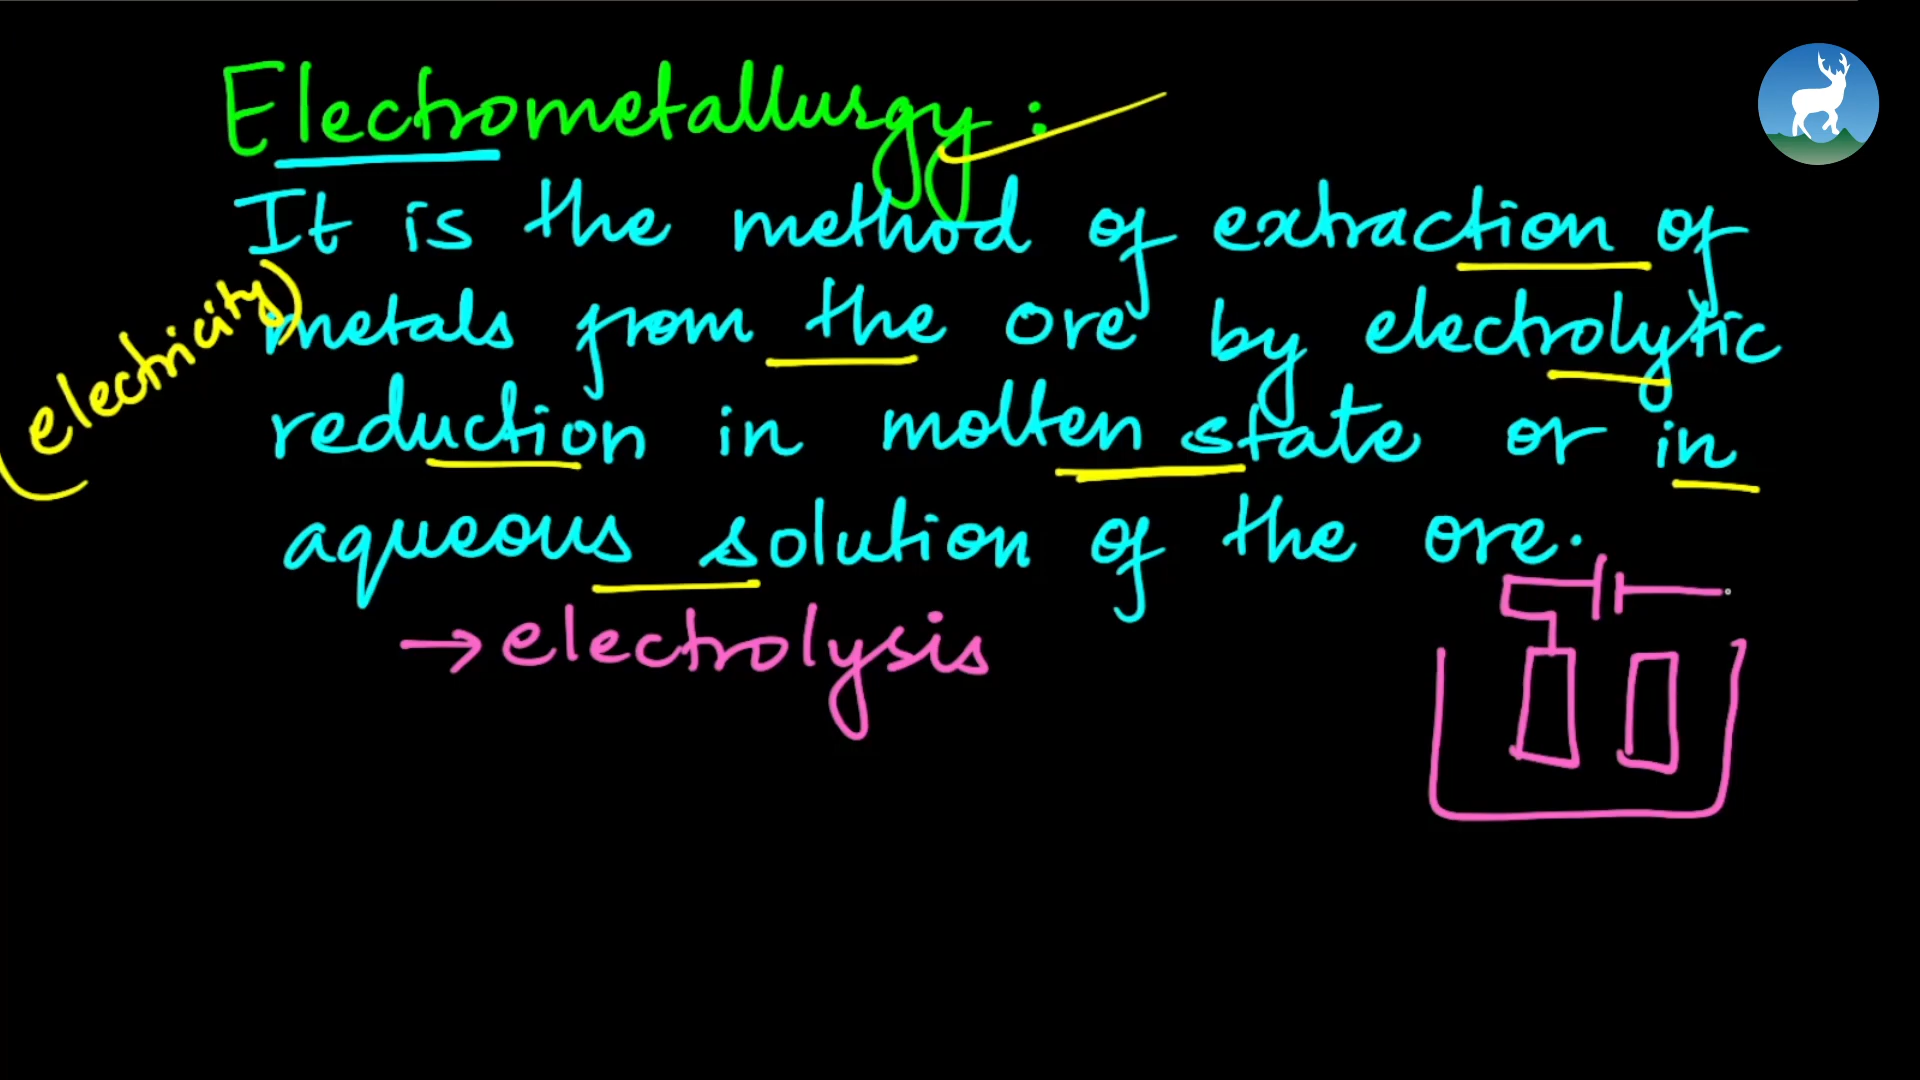 Electrometallurgy :
It is the method of extraction of
(electricity)
metals from the ore by electrolytic
reduction in molten state or in
aqueous solution of the ore.
→ electrolysis